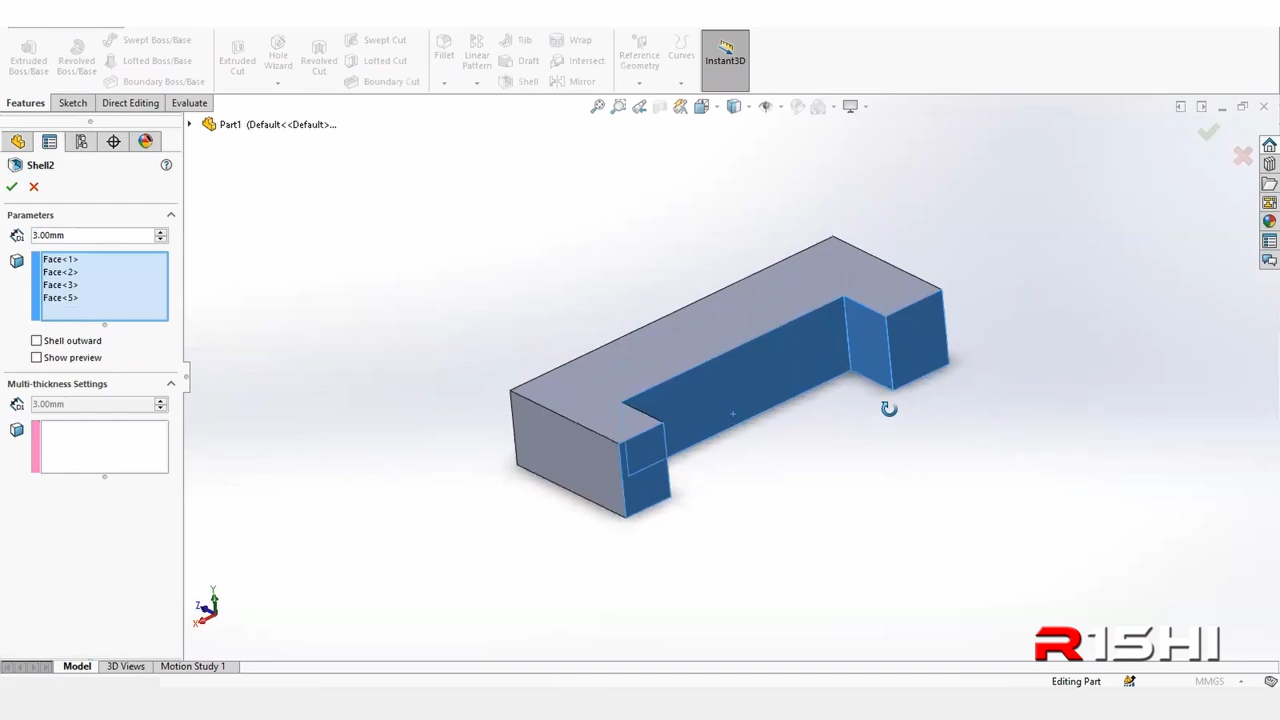 Extruded Boss/Base
Revolved Boss/Base
Swept Boss/Base
Lofted Boss/Base
Boundary Boss/Base
Extruded Cut
Hole Wizard
Revolved Cut
Swept Cut
Lofted Cut
Boundary Cut
Fillet
Linear Pattern
Rib
Draft
Shell
Wrap
Intersect
Mirror
Reference Geometry
Curves
Instant3D
Features
Sketch
Direct Editing
Evaluate
Part1 (Default<<Default>...
Shell2
Parameters
D1
3.00mm
Face<1>
Face<2>
Face<3>
Face<5>
Shell outward
Show preview
Multi-thickness Settings
D1
3.00mm
Y
Z
X
R1SHI
Model
3D Views
Motion Study 1
Editing Part
MMGS